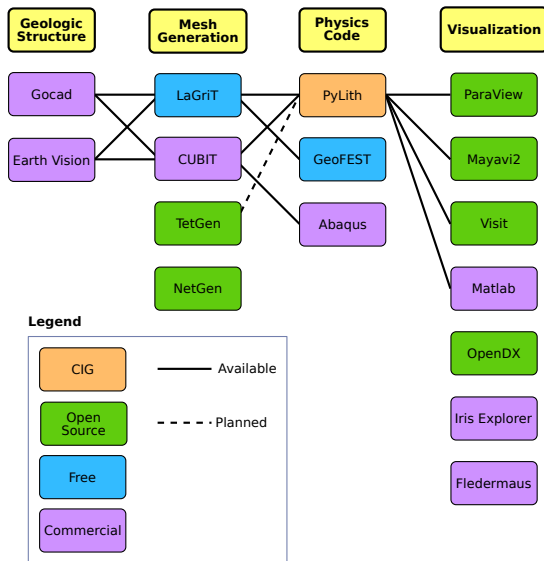 Geologic
Structure
Mesh
Generation
Physics
Code
Visualization
Gocad
LaGriT
PyLith
ParaView
Earth Vision
CUBIT
GeoFEST
Mayavi2
TetGen
Abaqus
Visit
NetGen
Matlab
Legend
OpenDX
CIG
Available
Open
Source
Planned
Iris Explorer
Free
Fledermaus
Commercial